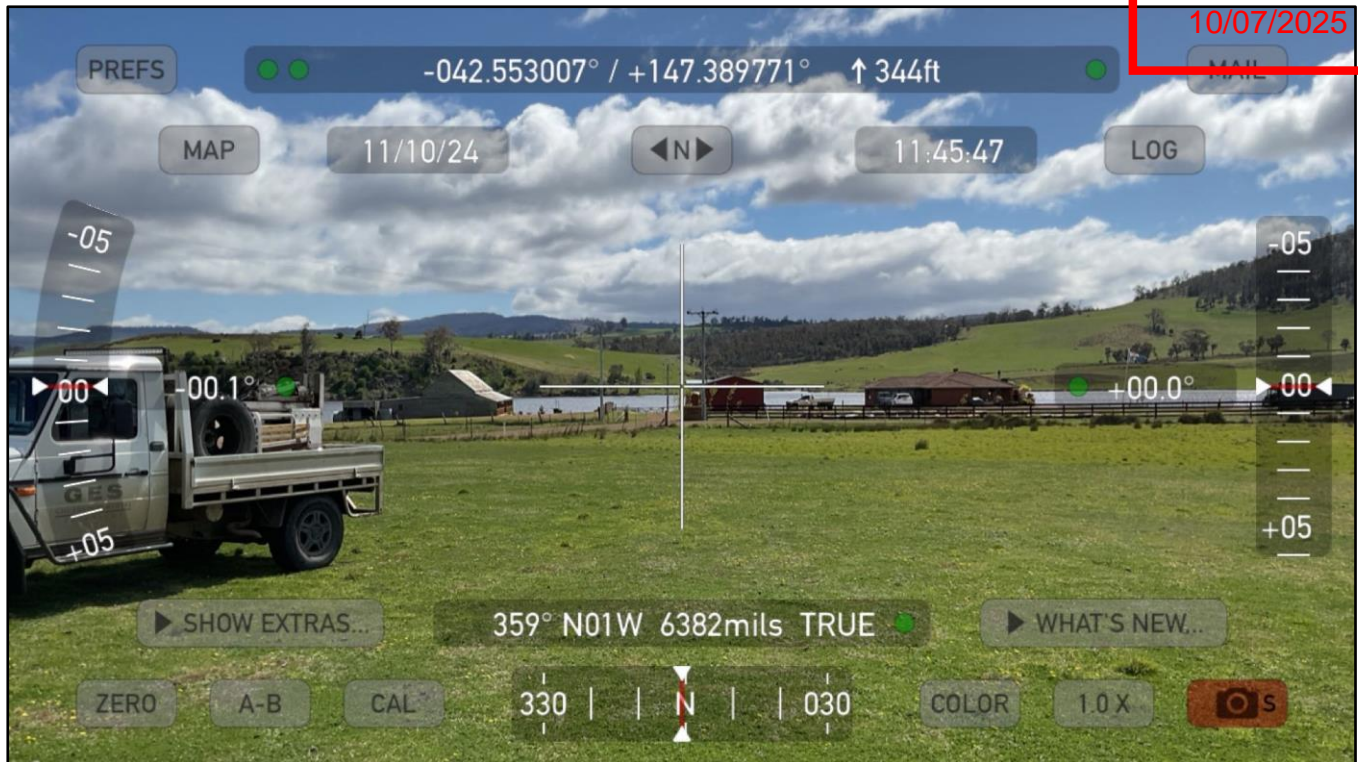 10/07/2025
PREFS
-042.553007° / +147.389771° ↑ 344ft
MAIL
MAP
11/10/24
◀N▶
11:45:47
LOG
-05
-05
00
-00.1°
+00.0°
00
GES
+05
+05
▶ SHOW EXTRAS...
359° N01W 6382mils TRUE
▶ WHAT'S NEW...
ZERO
A-B
CAL
330 | | N | | 030
COLOR
1.0 X
S